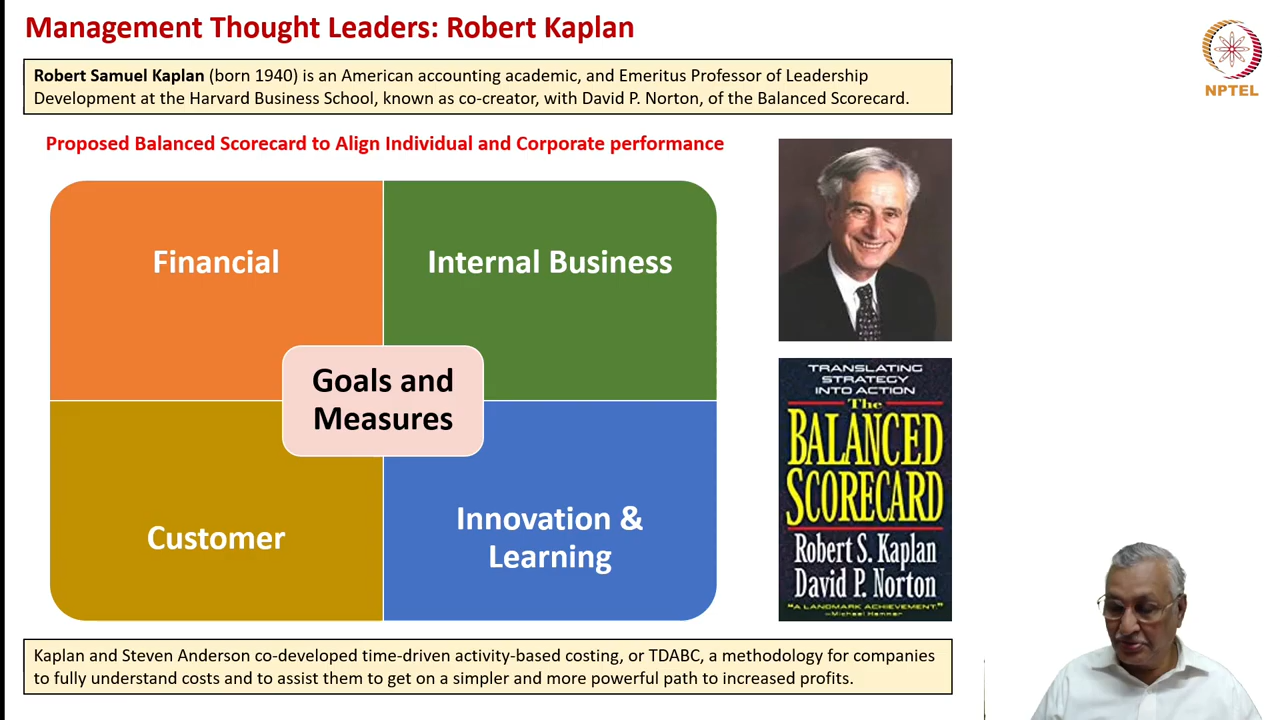 Management Thought Leaders: Robert Kaplan
NPTEL
Robert Samuel Kaplan (born 1940) is an American accounting academic, and Emeritus Professor of Leadership
Development at the Harvard Business School, known as co-creator, with David P. Norton, of the Balanced Scorecard.
Proposed Balanced Scorecard to Align Individual and Corporate performance
Financial
Internal Business
Goals and
Measures
Customer
Innovation &
Learning
TRANSLATING
STRATEGY
INTO ACTION
The
BALANCED
SCORECARD
Robert S. Kaplan
David P. Norton
"A LANDMARK ACHIEVEMENT."
—Michael Hammer
Kaplan and Steven Anderson co-developed time-driven activity-based costing, or TDABC, a methodology for companies
to fully understand costs and to assist them to get on a simpler and more powerful path to increased profits.